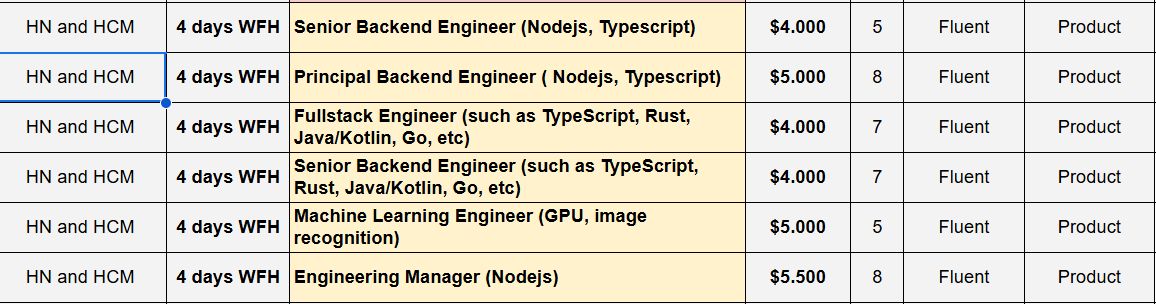 HN and HCM 4 days WFH Senior Backend Engineer (Nodejs, Typescript) $4.000 5 Fluent Product
HN and HCM 4 days WFH Principal Backend Engineer ( Nodejs, Typescript) $5.000 8 Fluent Product
HN and HCM 4 days WFH Fullstack Engineer (such as TypeScript, Rust,
Java/Kotlin, Go, etc) $4.000 7 Fluent Product
HN and HCM 4 days WFH Senior Backend Engineer (such as TypeScript,
Rust, Java/Kotlin, Go, etc) $4.000 7 Fluent Product
HN and HCM 4 days WFH Machine Learning Engineer (GPU, image
recognition) $5.000 5 Fluent Product
HN and HCM 4 days WFH Engineering Manager (Nodejs) $5.500 8 Fluent Product